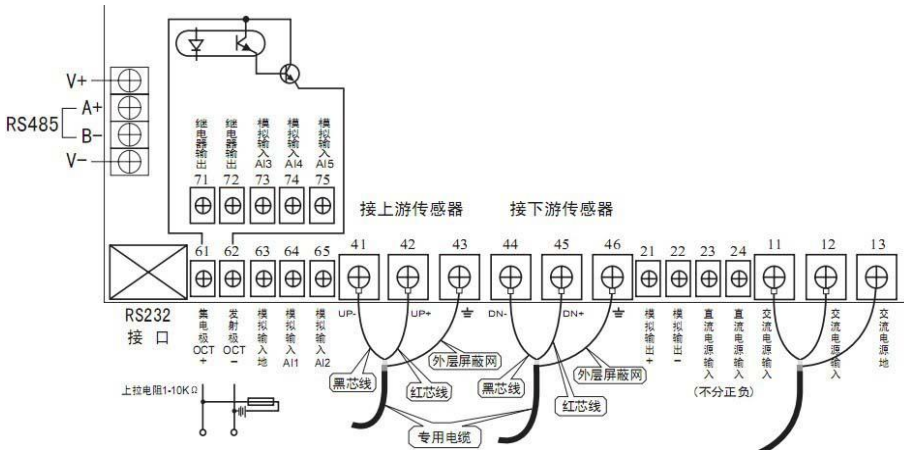 V+
A+
RS485
B-
V-
继电器输出
继电器输出
模拟输入AI3
模拟输入AI4
模拟输入AI5
71
72
73
74
75
接上游传感器
接下游传感器
61
62
63
64
65
41
42
43
44
45
46
21
22
23
24
11
12
13
RS232
接口
集电极OCT+
发射极OCT-
模拟输入地
模拟输入AI1
模拟输入AI2
UP-
UP+
DN-
DN+
模拟输出+
模拟输出-
直流电源输入
直流电源输入
(不分正负)
交流电源输入
交流电源输入
交流电源地
黑芯线
红芯线
外层屏蔽网
黑芯线
红芯线
外层屏蔽网
上拉电阻1-10KΩ
专用电缆